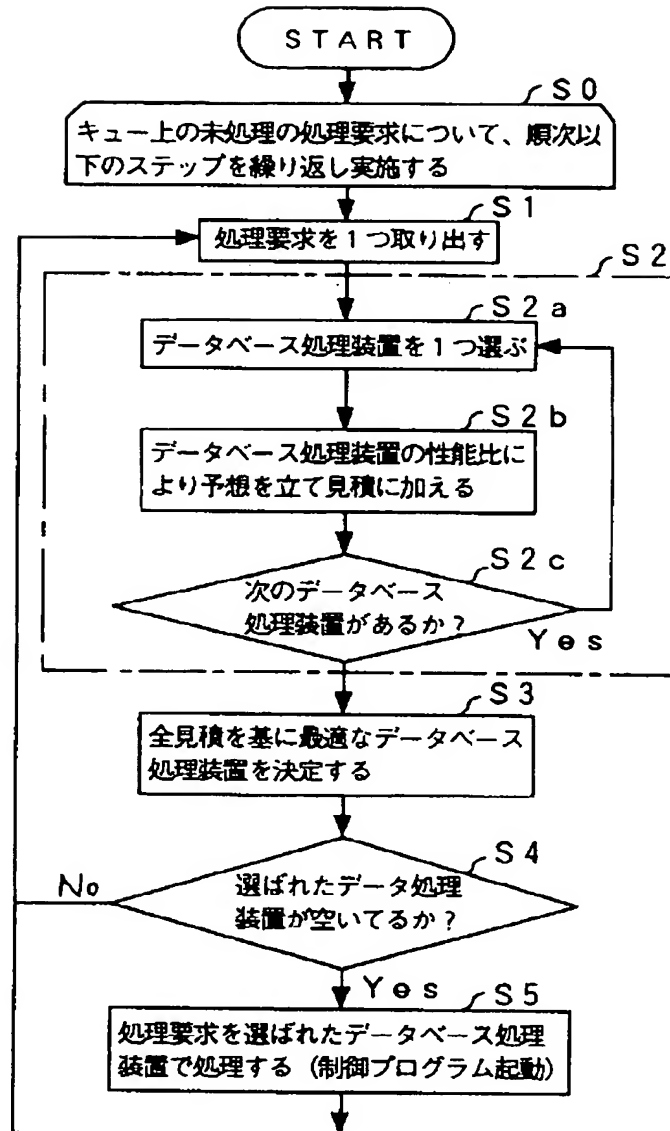 START
S0
キュー上の未処理の処理要求について、順次以
下のステップを繰り返し実施する
S1
処理要求を1つ取り出す
S2
S2a
データベース処理装置を1つ選ぶ
S2b
データベース処理装置の性能比に
より予想を立て見積に加える
S2c
次のデータベース
処理装置があるか?
Yes
S3
全見積を基に最適なデータベース
処理装置を決定する
S4
No
選ばれたデータ処理
装置が空いてるか?
Yes
S5
処理要求を選ばれたデータベース処理
装置で処理する(制御プログラム起動)